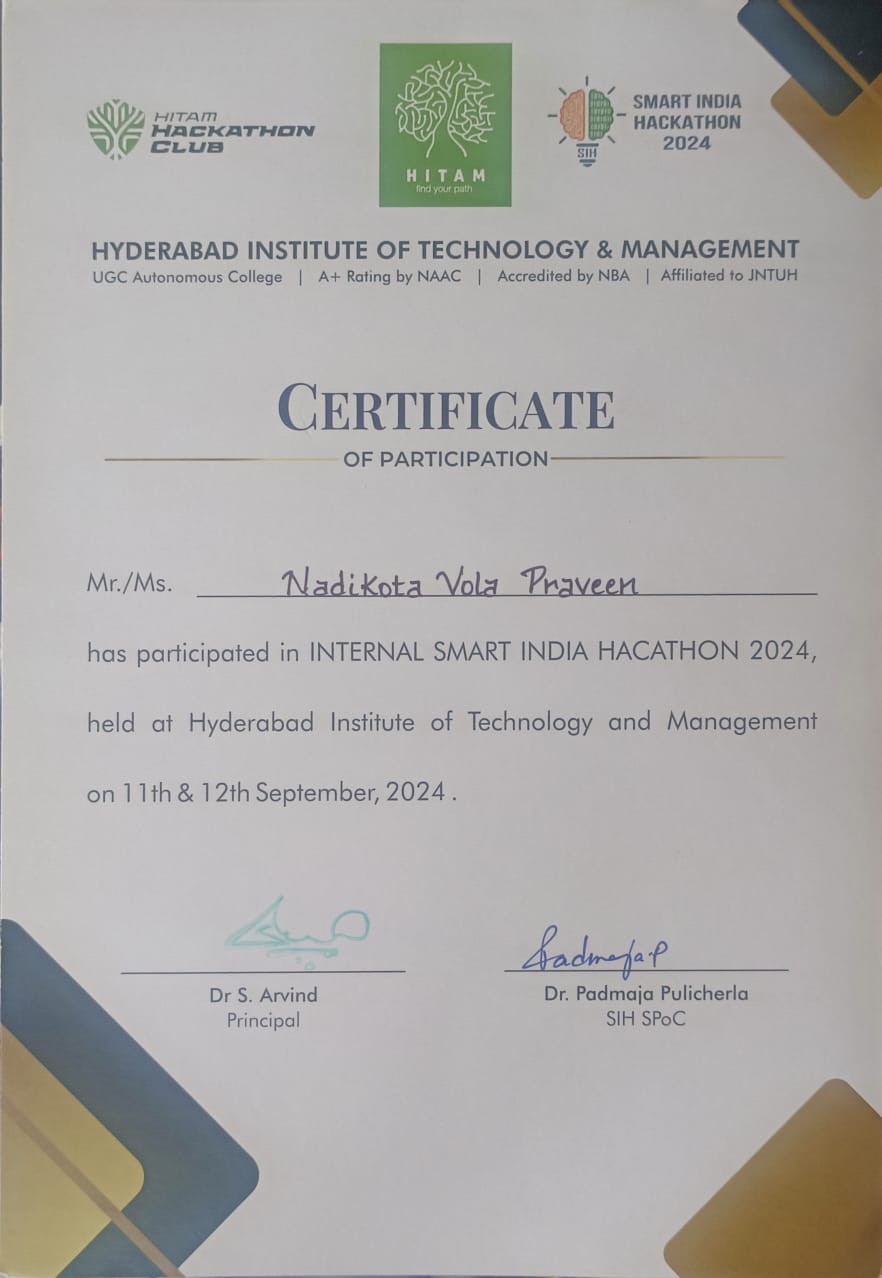 HITAM
HACKATHON
CLUB
HITAM
find your path
SIH
SMART INDIA
HACKATHON
2024
HYDERABAD INSTITUTE OF TECHNOLOGY & MANAGEMENT
UGC Autonomous College | A+ Rating by NAAC | Accredited by NBA | Affiliated to JNTUH
CERTIFICATE
OF PARTICIPATION
Mr./Ms. Nadikota Vola Praveen
has participated in INTERNAL SMART INDIA HACATHON 2024,
held at Hyderabad Institute of Technology and Management
on 11th & 12th September, 2024 .
Padmaja.P
Dr S. Arvind
Principal
Dr. Padmaja Pulicherla
SIH SPoC